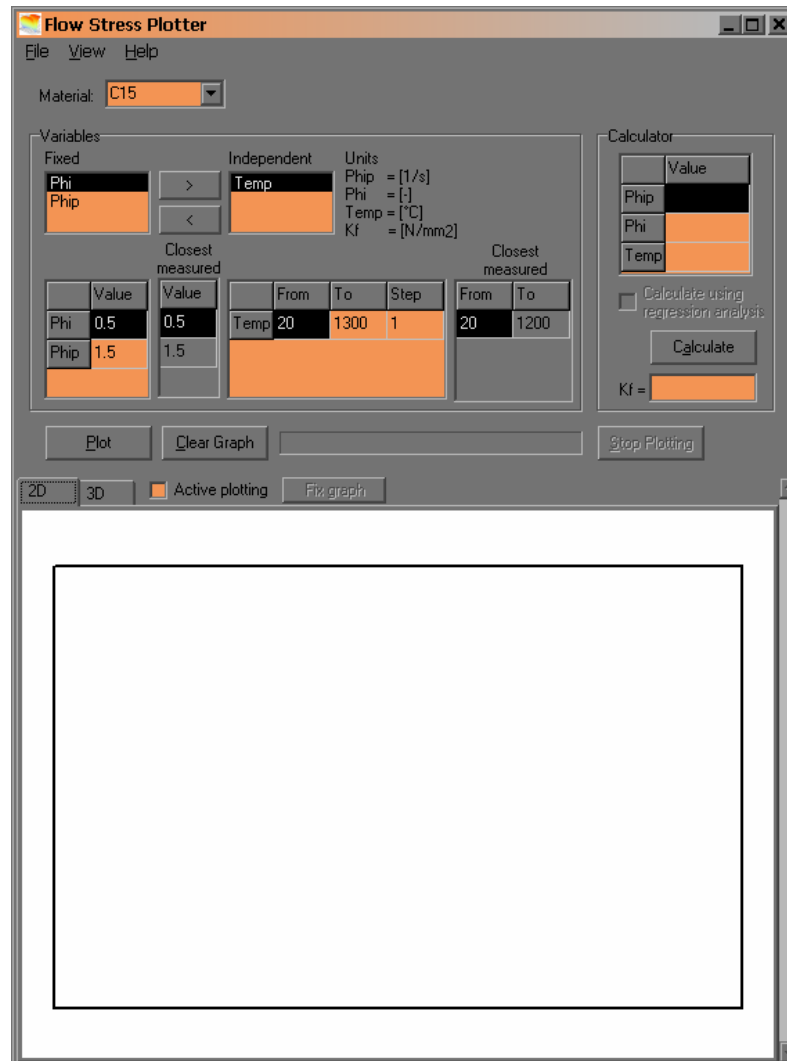 Flow Stress Plotter
File View Help
Material: C15
Variables
Fixed
Phi
Phip
>
<
Independent
Temp
Units
Phip = [1/s]
Phi = [-]
Temp = [°C]
Kf = [N/mm2]
Value
Phi 0.5
Phip 1.5
Closest
measured
Value
0.5
1.5
From To Step
Temp 20 1300 1
Closest
measured
From To
20 1200
Calculator
Value
Phip
Phi
Temp
Calculate using
regression analysis
Calculate
Kf =
Plot Clear Graph Stop Plotting
2D 3D Active plotting Fix graph